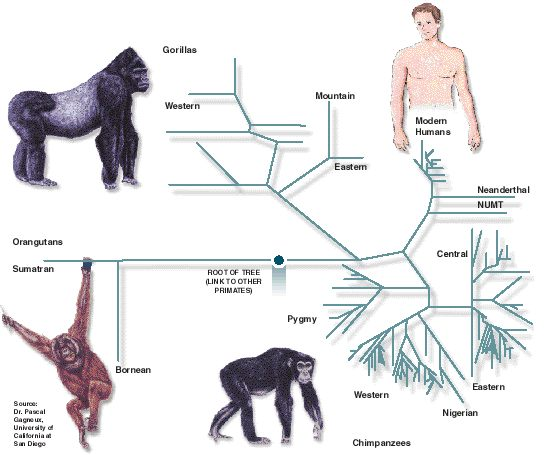 Gorillas
Western
Mountain
Eastern
Modern
Humans
Neanderthal
NUMT
Orangutans
Sumatran
ROOT OF TREE
(LINK TO OTHER
PRIMATES)
Central
Pygmy
Bornean
Western
Eastern
Nigerian
Chimpanzees
Source:
Dr. Pascal
Gagneux,
University of
California at
San Diego